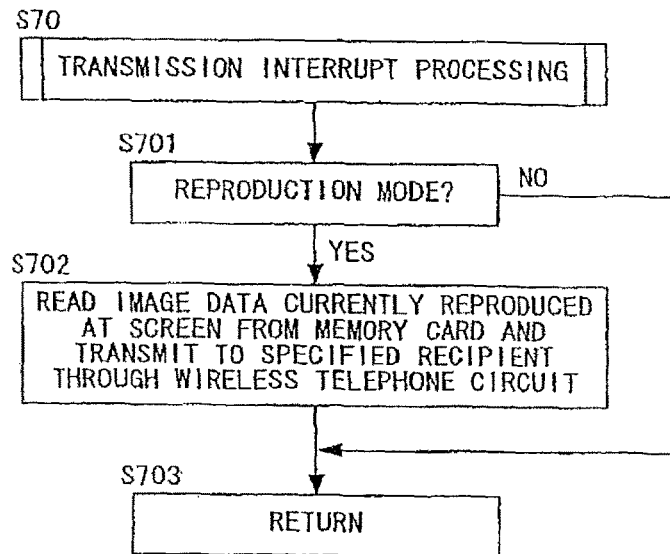 S70
TRANSMISSION INTERRUPT PROCESSING
S701
REPRODUCTION MODE?
NO
YES
S702
READ IMAGE DATA CURRENTLY REPRODUCED
AT SCREEN FROM MEMORY CARD AND
TRANSMIT TO SPECIFIED RECIPIENT
THROUGH WIRELESS TELEPHONE CIRCUIT
S703
RETURN